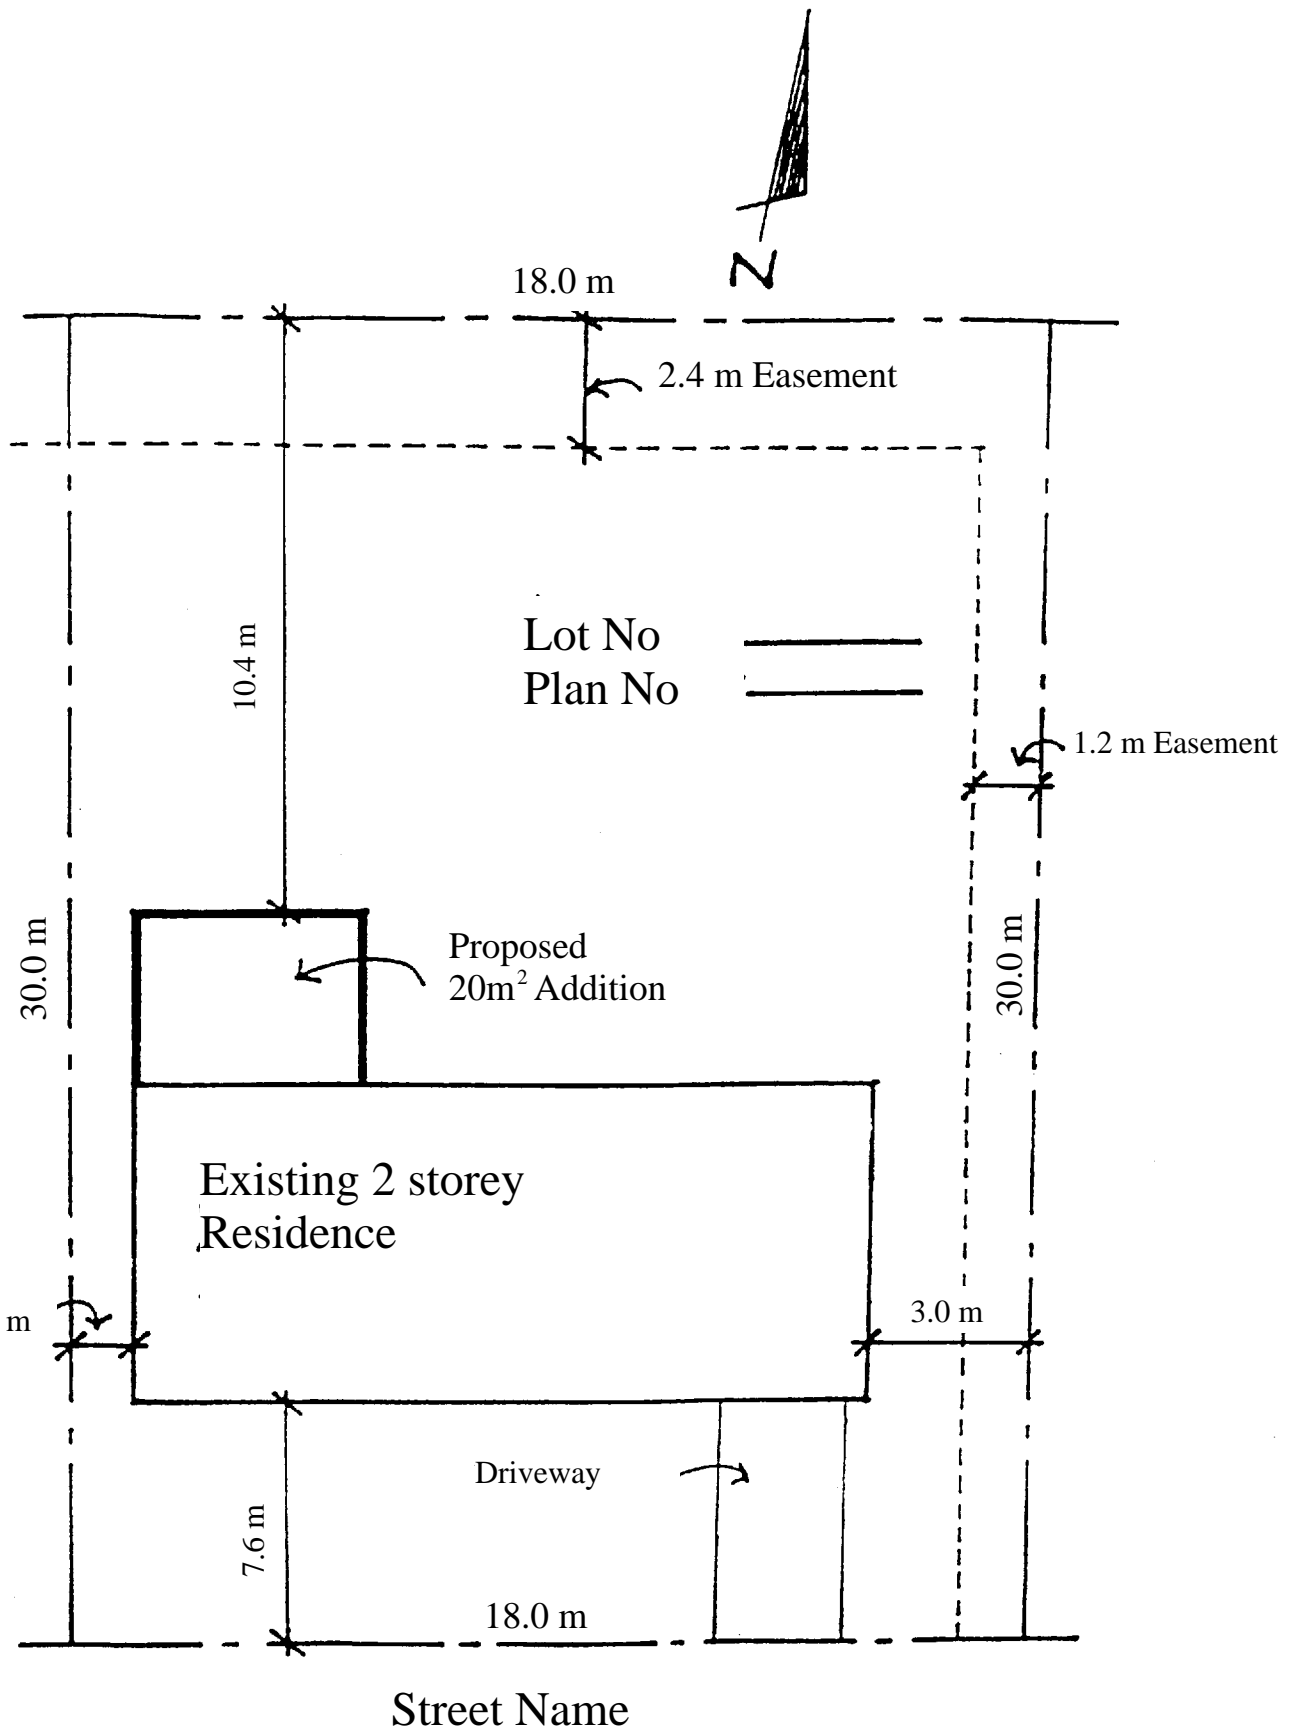 N
18.0 m
2.4 m Easement
10.4 m
Lot No
Plan No
1.2 m Easement
30.0 m
Proposed
20m² Addition
30.0 m
Existing 2 storey
Residence
m
3.0 m
Driveway
7.6 m
18.0 m
Street Name